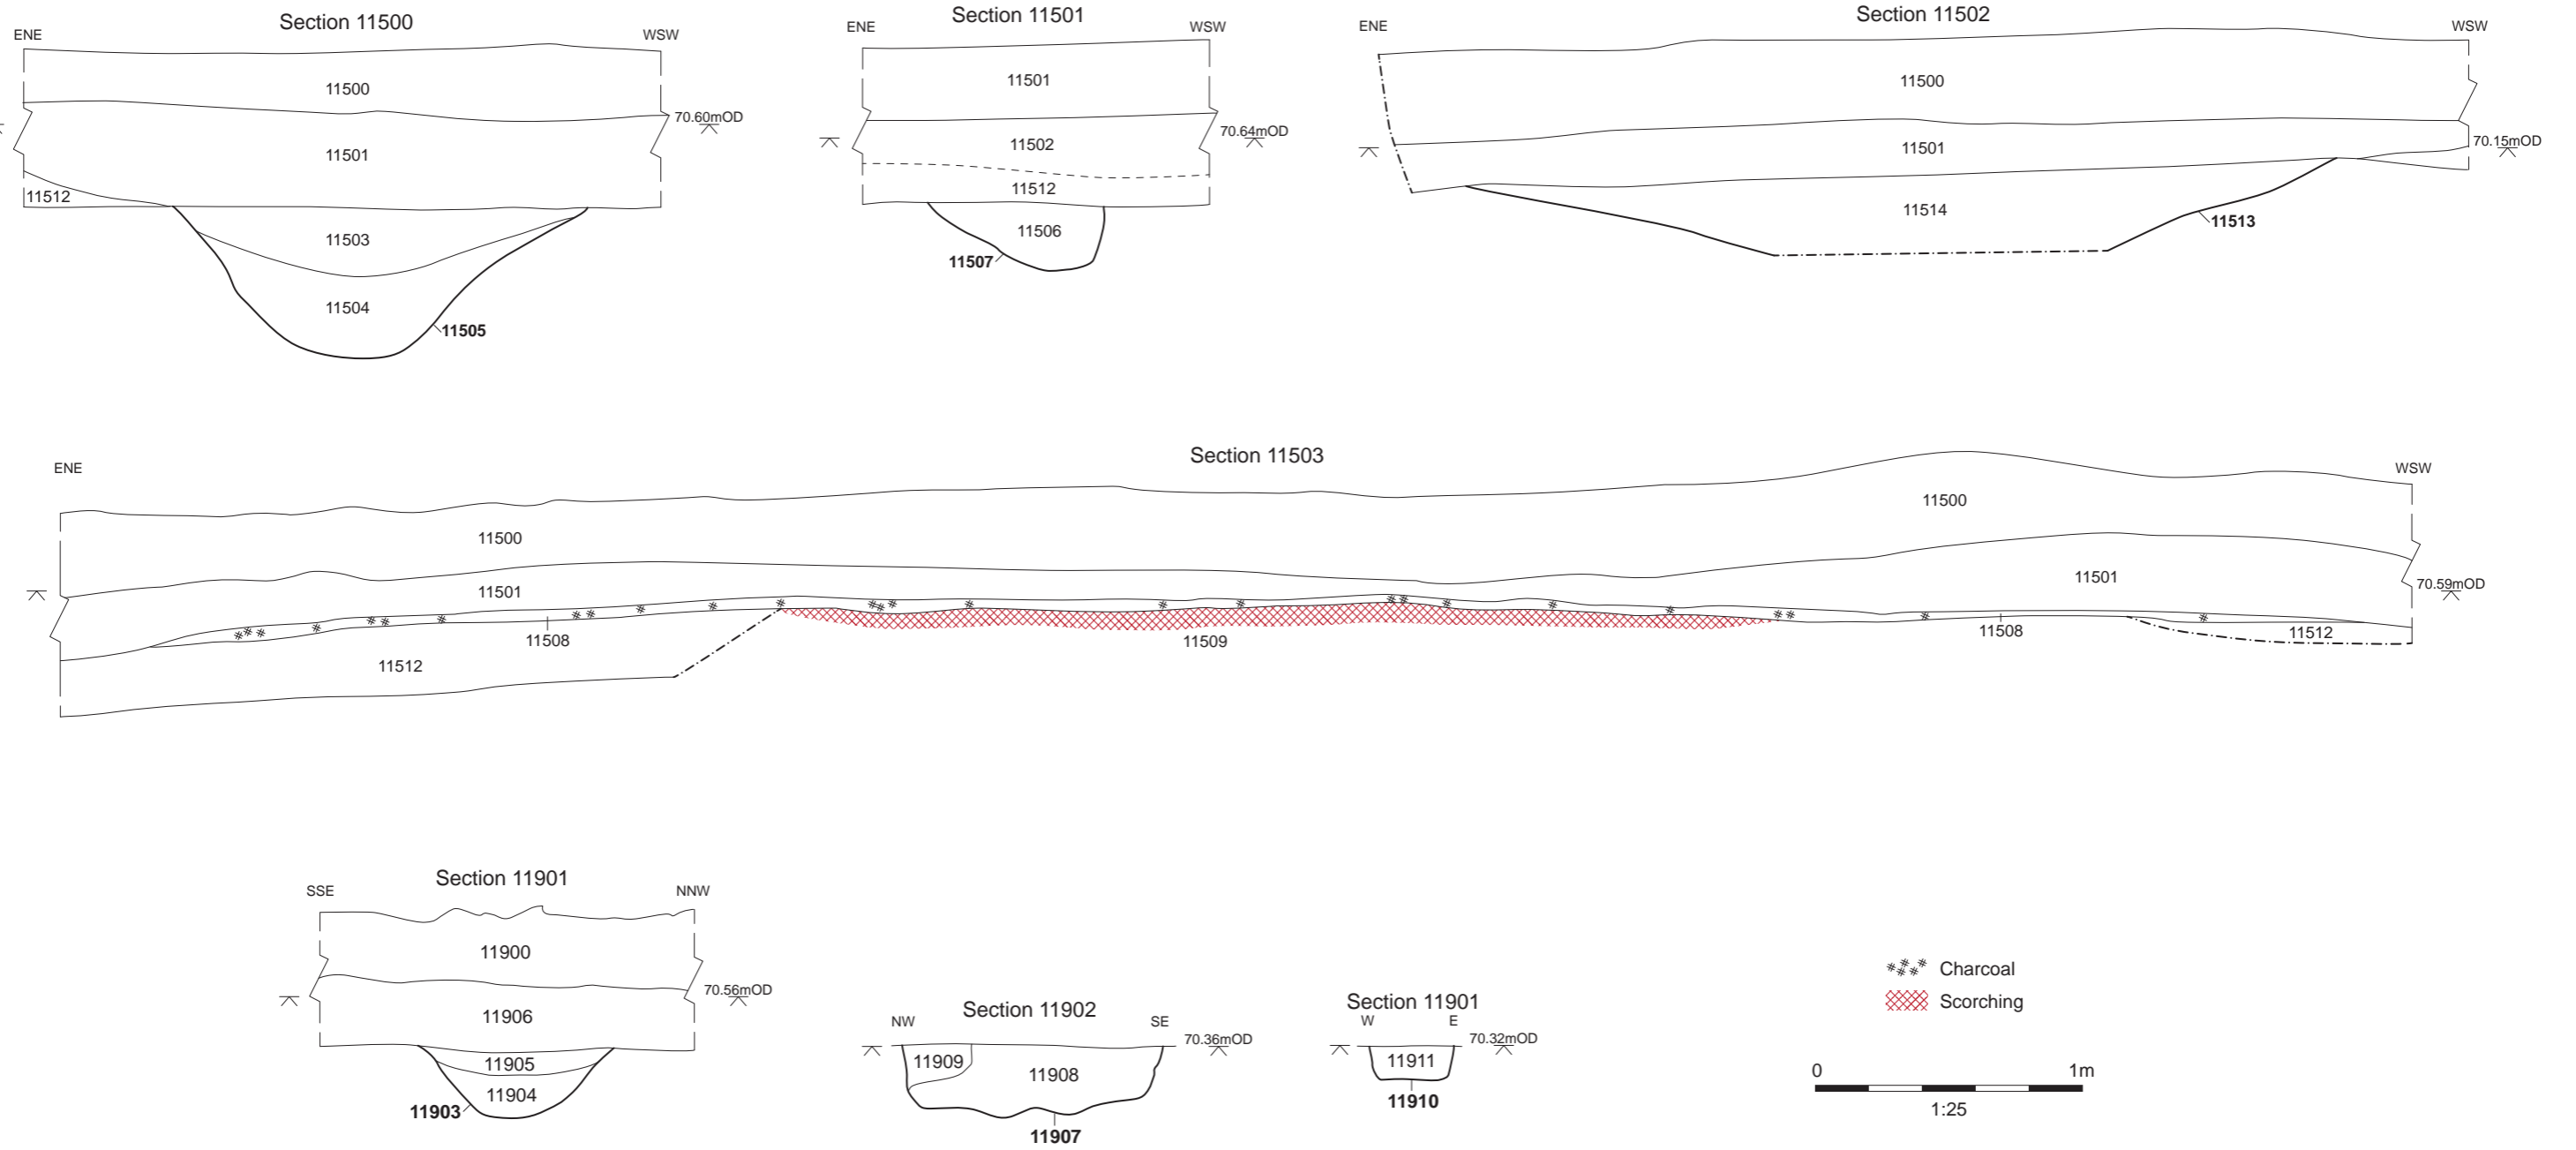 Section 11500
ENE WSW
11500
70.60mOD
11501
11512
11503
11504
11505
Section 11501
ENE WSW
11501
70.64mOD
11502
11512
11506
11507
Section 11502
ENE WSW
11500
70.15mOD
11501
11514
11513
Section 11503
ENE WSW
11500
11500
11501
11501
70.59mOD
11508
11508
11509
11512
11512
Section 11901
SSE NNW
11900
70.56mOD
11906
11905
11904
11903
Section 11902
NW SE
70.36mOD
11909
11908
11907
Section 11901
W E
70.32mOD
11911
11910
Charcoal
Scorching
0 1m
1:25